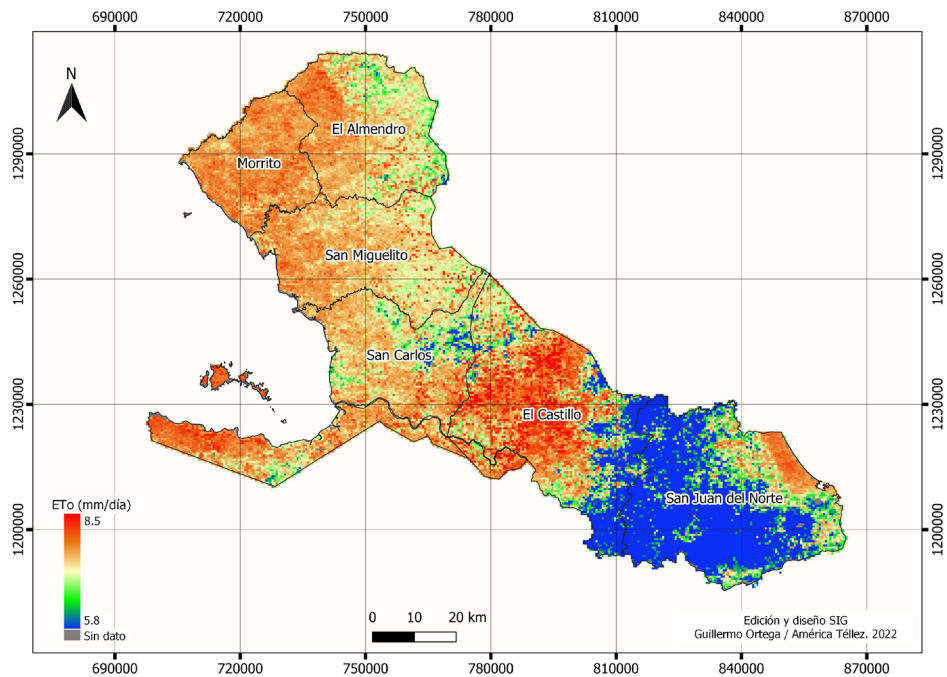 690000 720000 750000 780000 810000 840000 870000
N
El Almendro
1290000 1290000
Morrito
San Miguelito
1260000 1260000
San Carlos
1230000 1230000
El Castillo
San Juan del Norte
ETo (mm/día)
8.5
1200000 1200000
5.8
Sin dato
0 10 20 km
Edición y diseño SIG
Guillermo Ortega / América Téllez. 2022
690000 720000 750000 780000 810000 840000 870000